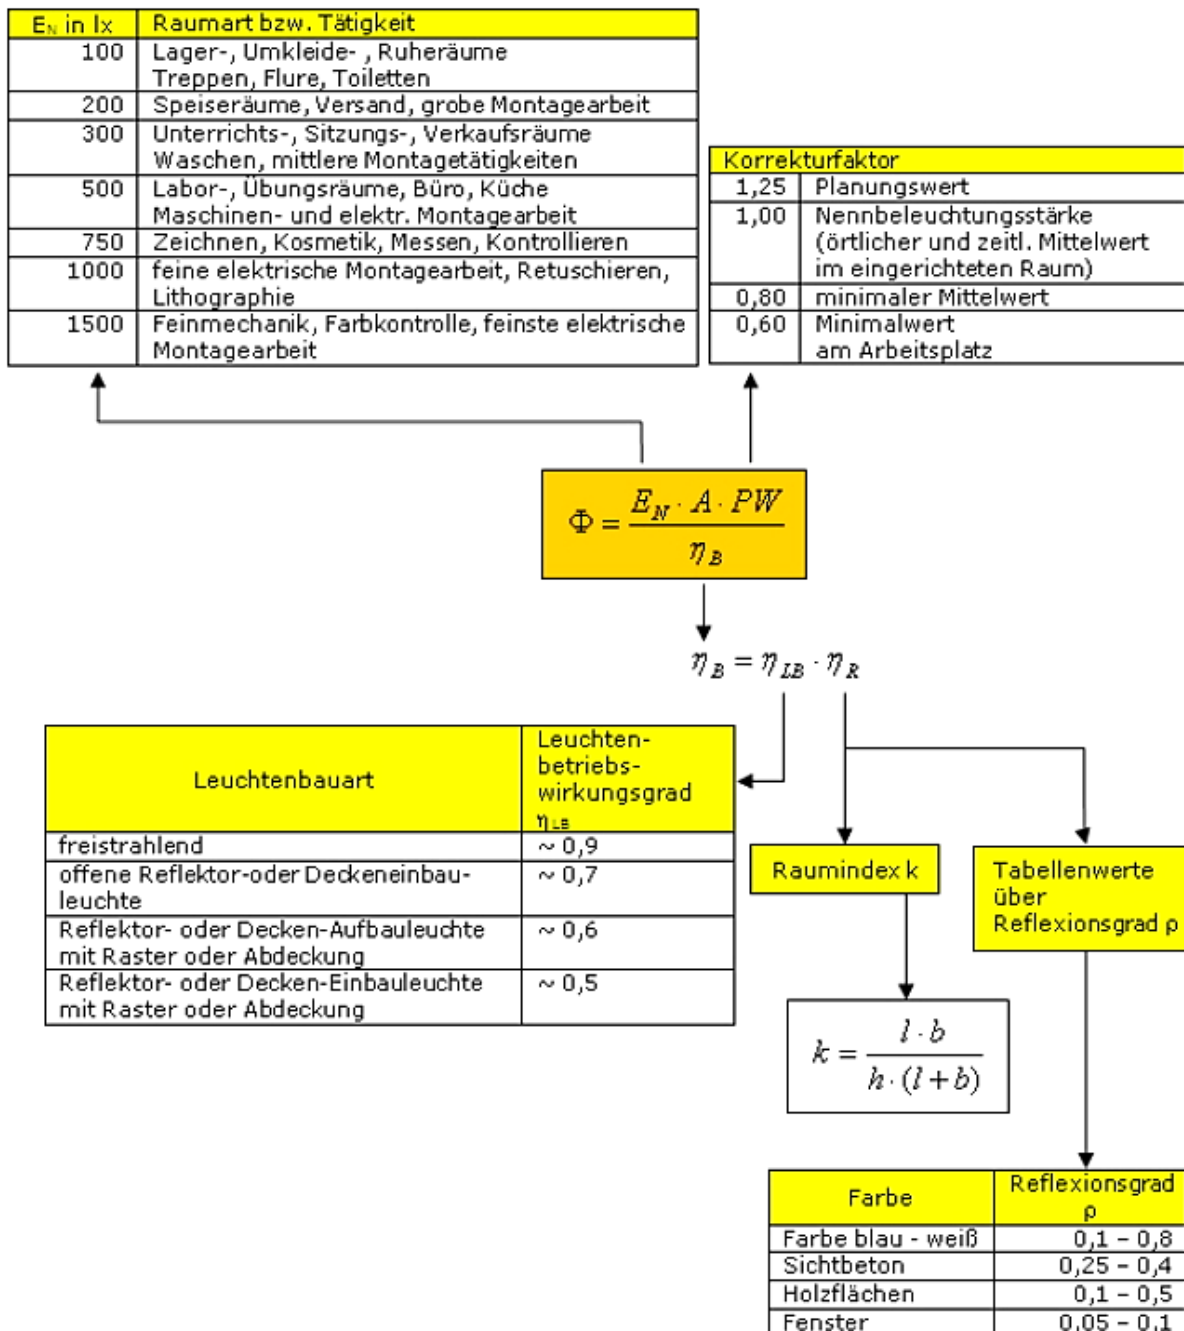 E_N in lx Raumart bzw. Tätigkeit
100 Lager-, Umkleide- , Ruheräume
Treppen, Flure, Toiletten
200 Speiseräume, Versand, grobe Montagearbeit
300 Unterrichts-, Sitzungs-, Verkaufsräume
Waschen, mittlere Montagetätigkeiten
500 Labor-, Übungsräume, Büro, Küche
Maschinen- und elektr. Montagearbeit
750 Zeichnen, Kosmetik, Messen, Kontrollieren
1000 feine elektrische Montagearbeit, Retuschieren,
Lithographie
1500 Feinmechanik, Farbkontrolle, feinste elektrische
Montagearbeit
Korrekturfaktor
1,25 Planungswert
1,00 Nennbeleuchtungsstärke
(örtlicher und zeitl. Mittelwert
im eingerichteten Raum)
0,80 minimaler Mittelwert
0,60 Minimalwert
am Arbeitsplatz
Φ = (E_N · A · PW) / η_B
η_B = η_LB · η_R
Leuchtenbauart
Leuchten-
betriebs-
wirkungsgrad
η_LB
freistrahlend ~ 0,9
offene Reflektor-oder Deckeneinbau- ~ 0,7
leuchte
Reflektor- oder Decken-Aufbauleuchte ~ 0,6
mit Raster oder Abdeckung
Reflektor- oder Decken-Einbauleuchte ~ 0,5
mit Raster oder Abdeckung
Raumindex k
Tabellenwerte
über
Reflexionsgrad ρ
k = (l · b) / (h · (l + b))
Farbe
Reflexionsgrad
ρ
Farbe blau - weiß 0,1 – 0,8
Sichtbeton 0,25 – 0,4
Holzflächen 0,1 – 0,5
Fenster 0,05 – 0,1